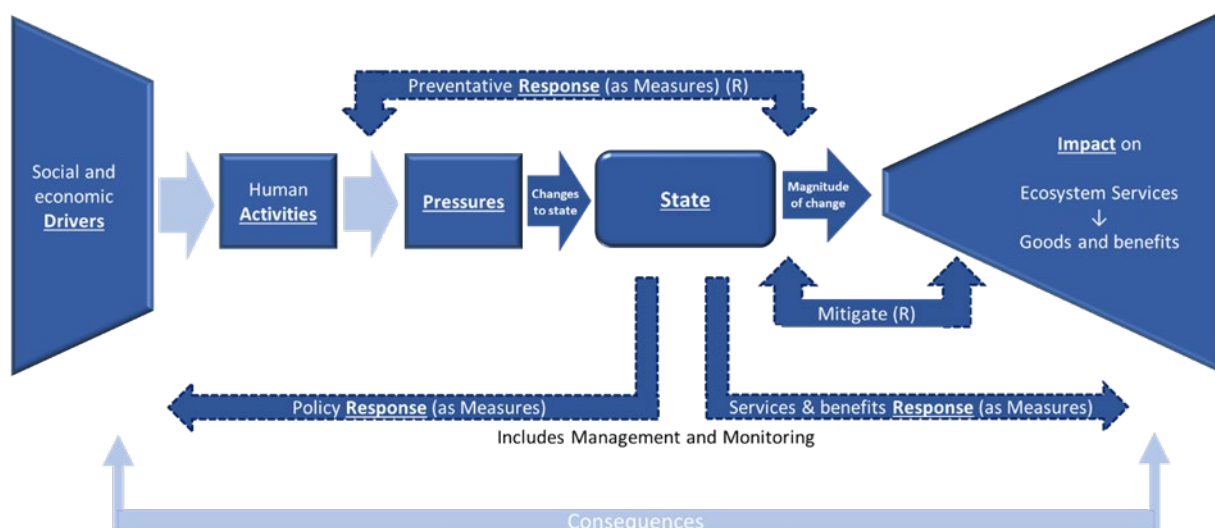 Preventative Response (as Measures) (R)
Social and
economic
Drivers
Human
Activities
Pressures
Changes
to state
State
Magnitude
of change
Impact on
Ecosystem Services
↓
Goods and benefits
Mitigate (R)
Policy Response (as Measures)
Services & benefits Response (as Measures)
Includes Management and Monitoring
Consequences